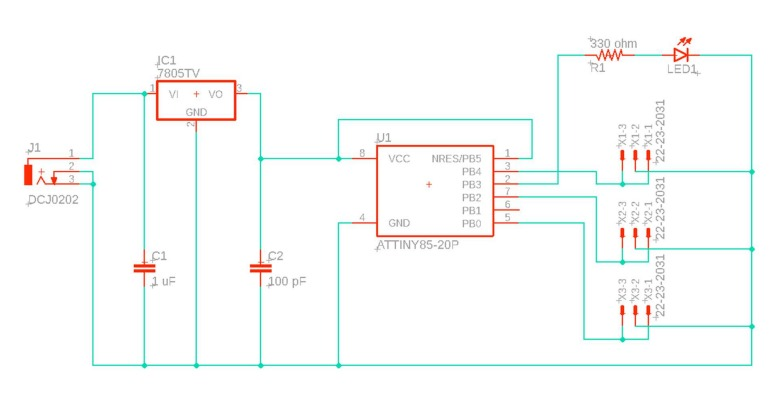 IC1
7805TV
1
VI
VO
3
GND
2
J1
1
2
3
DCJ0202
C1
1 uF
C2
100 pF
U1
8
VCC
NRES/PB5
1
PB4
3
PB3
2
PB2
7
PB1
6
4
GND
PB0
5
ATTINY85-20P
330 ohm
R1
LED1
X1-3
X1-2
X1-1
22-23-2031
X2-3
X2-2
X2-1
22-23-2031
X3-3
X3-2
X3-1
22-23-2031